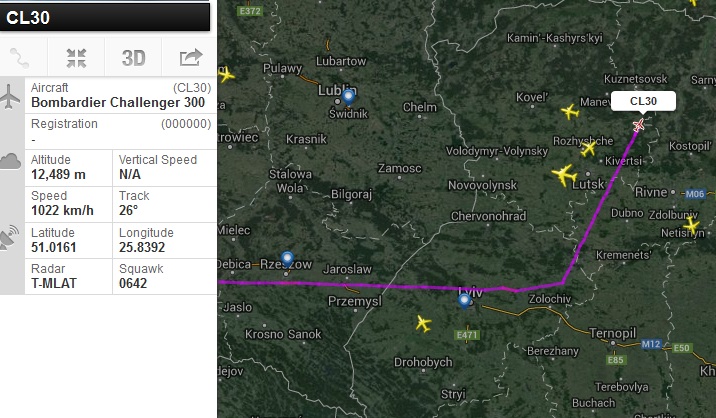 CL30
3D
Aircraft (CL30)
Bombardier Challenger 300
Registration (000000)
-
Altitude Vertical Speed
12,489 m N/A
Speed Track
1022 km/h 26°
Latitude Longitude
51.0161 25.8392
Radar Squawk
T-MLAT 0642
E372
Kamin'-Kashyrs'kyi
Lubartow
Pulawy
Kuznetsovsk
Sarny
Lublin
Kovel'
CL30
Swidnik
Chelm
Krasnik
Rozhyshche
Kostopil'
Volodymyr-Volynsky
Kivertsi
Zamosc
Stalowa
Wola
Novovolynsk
Lutsk
Rivne
M06
Bilgoraj
Chervonohrad
Dubno
Zdolbuniv
Mielec
Netishyn
Debica
Rzeszow
Jaroslaw
Kremenets'
Lviv
Przemysl
Zolochiv
Jaslo
Krosno
Sanok
E471
Ternopil
M12
E50
Berezhany
E85
Drohobych
Terebovlya
Stryi
Buchach